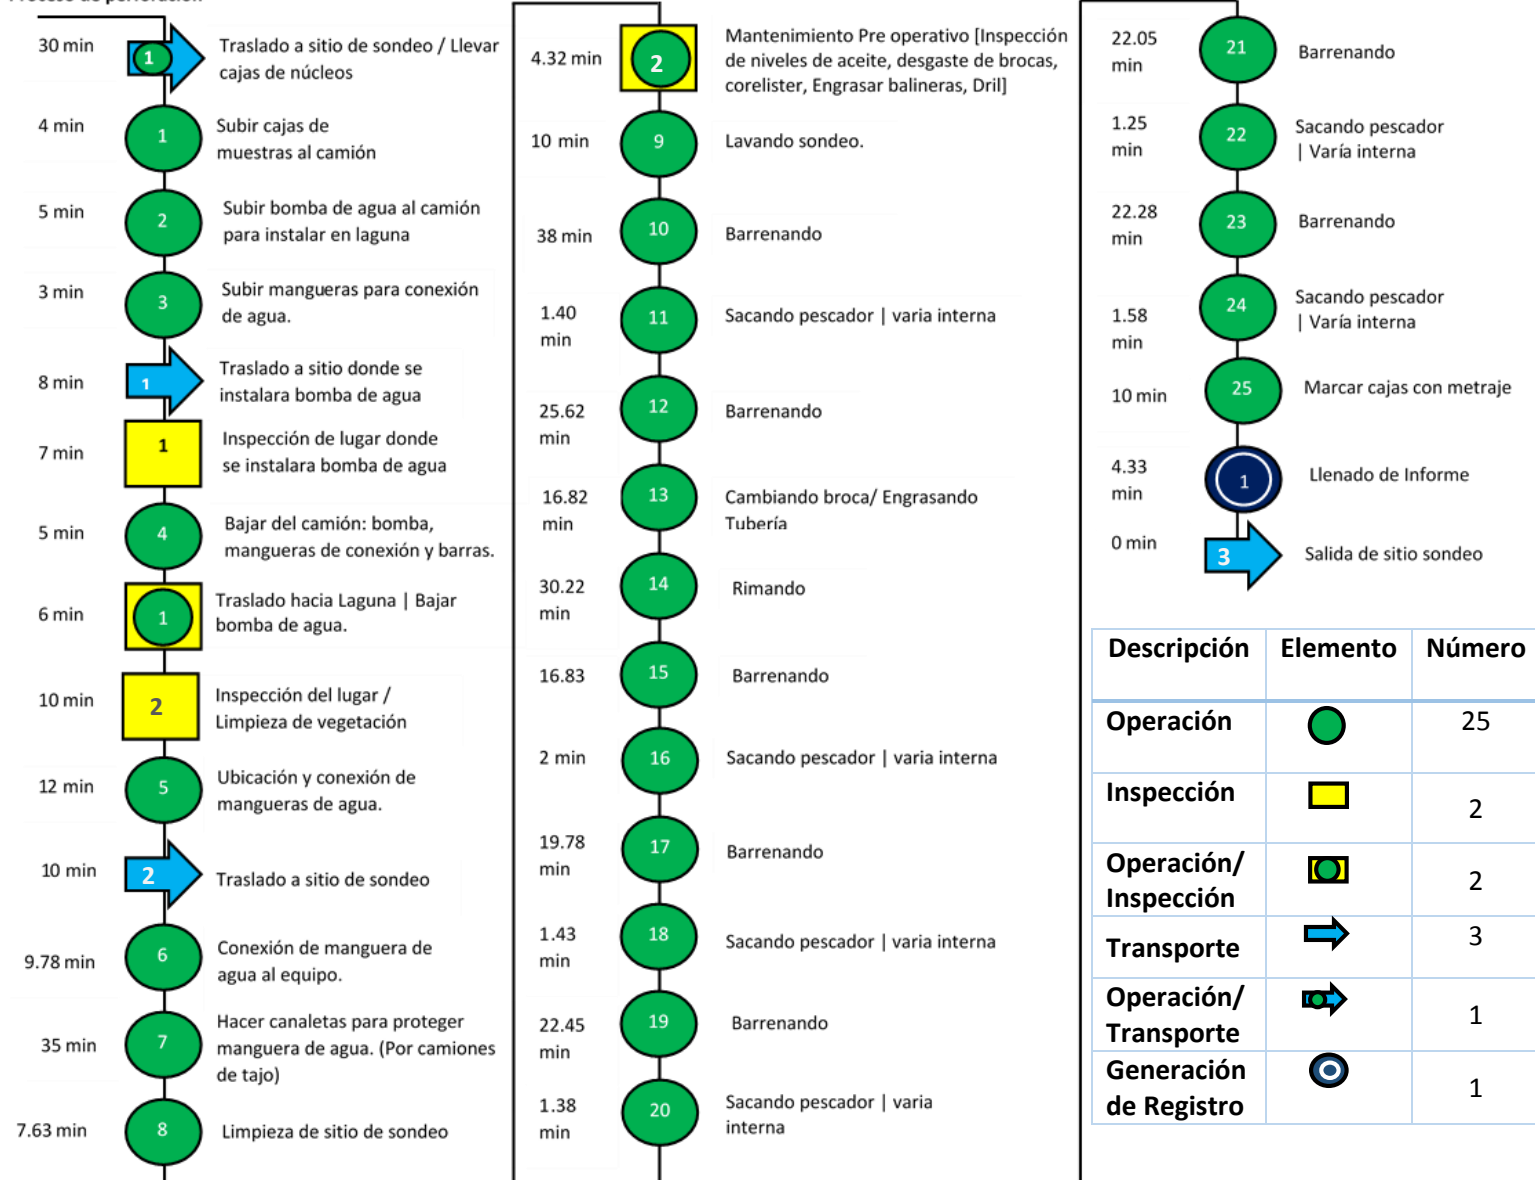 Proceso de perforación
30 min
1
Traslado a sitio de sondeo / Llevar
cajas de núcleos
4 min
1
Subir cajas de
muestras al camión
5 min
2
Subir bomba de agua al camión
para instalar en laguna
3 min
3
Subir mangueras para conexión
de agua.
8 min
1
Traslado a sitio donde se
instalara bomba de agua
7 min
1
Inspección de lugar donde
se instalara bomba de agua
5 min
4
Bajar del camión: bomba,
mangueras de conexión y barras.
6 min
1
Traslado hacia Laguna | Bajar
bomba de agua.
10 min
2
Inspección del lugar /
Limpieza de vegetación
12 min
5
Ubicación y conexión de
mangueras de agua.
10 min
2
Traslado a sitio de sondeo
9.78 min
6
Conexión de manguera de
agua al equipo.
35 min
7
Hacer canaletas para proteger
manguera de agua. (Por camiones
de tajo)
7.63 min
8
Limpieza de sitio de sondeo
4.32 min
2
Mantenimiento Pre operativo [Inspección
de niveles de aceite, desgaste de brocas,
corelister, Engrasar balineras, Dril]
10 min
9
Lavando sondeo.
38 min
10
Barrenando
1.40
min
11
Sacando pescador | varia interna
25.62
min
12
Barrenando
16.82
min
13
Cambiando broca/ Engrasando
Tubería
30.22
min
14
Rimando
16.83
15
Barrenando
2 min
16
Sacando pescador | varia interna
19.78
min
17
Barrenando
1.43
min
18
Sacando pescador | varia interna
22.45
min
19
Barrenando
1.38
min
20
Sacando pescador | varia
interna
22.05
min
21
Barrenando
1.25
min
22
Sacando pescador
| Varía interna
22.28
min
23
Barrenando
1.58
min
24
Sacando pescador
| Varía interna
10 min
25
Marcar cajas con metraje
4.33
min
1
Llenado de Informe
0 min
3
Salida de sitio sondeo
Descripción Elemento Número
Operación 25
Inspección 2
Operación/
Inspección 2
Transporte 3
Operación/
Transporte 1
Generación
de Registro 1